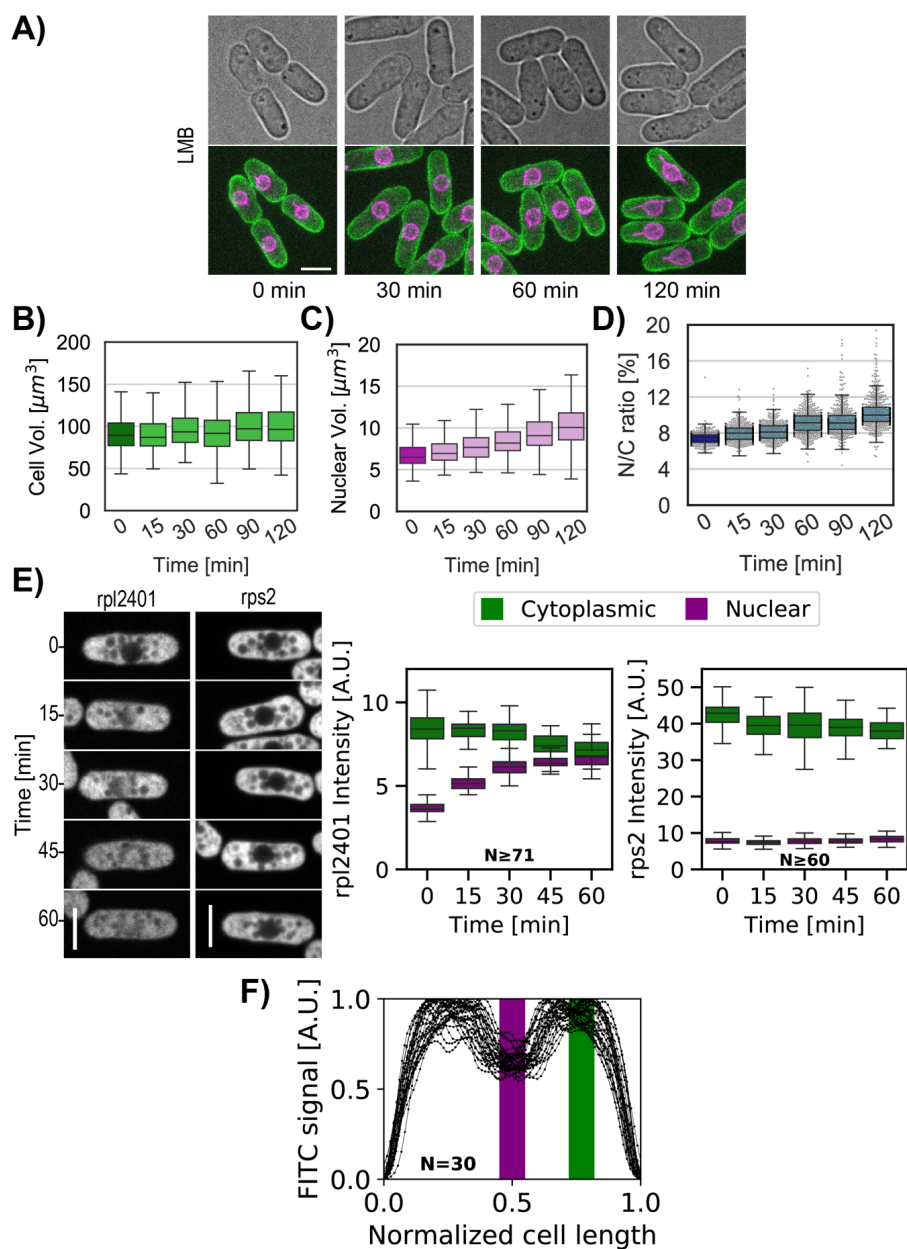 A)
LMB
0 min
30 min
60 min
120 min
B)
Cell Vol. [μm³]
200
150
100
50
0
0 15 30 60 90 120
Time [min]
C)
Nuclear Vol. [μm³]
20
15
10
5
0
0 15 30 60 90 120
Time [min]
D)
N/C ratio [%]
20
16
12
8
4
0
0 15 30 60 90 120
Time [min]
E)
rpl2401
rps2
Time [min]
0
15
30
45
60
Cytoplasmic
Nuclear
rpl2401 Intensity [A.U.]
10
5
0
N≥71
0 15 30 45 60
Time [min]
rps2 Intensity [A.U.]
50
40
30
20
10
0
N≥60
0 15 30 45 60
Time [min]
F)
FITC signal [A.U.]
1.0
0.5
0.0
N=30
0.0 0.5 1.0
Normalized cell length